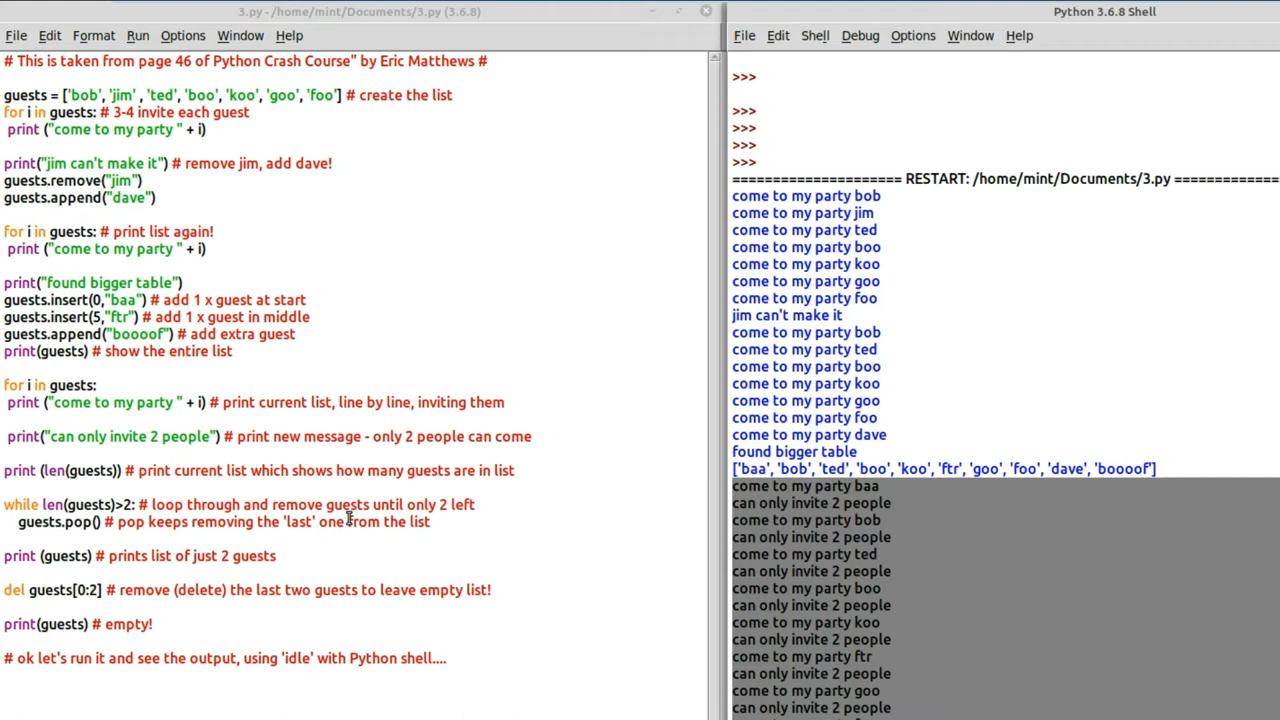 3.py - /home/mint/Documents/3.py (3.6.8)
File Edit Format Run Options Window Help
# This is taken from page 46 of Python Crash Course" by Eric Matthews #
guests = ['bob', 'jim' , 'ted', 'boo', 'koo', 'goo', 'foo'] # create the list
for i in guests: # 3-4 invite each guest
print ("come to my party " + i)
print("jim can't make it") # remove jim, add dave!
guests.remove("jim")
guests.append("dave")
for i in guests: # print list again!
print ("come to my party " + i)
print("found bigger table")
guests.insert(0,"baa") # add 1 x guest at start
guests.insert(5,"ftr") # add 1 x guest in middle
guests.append("boooof") # add extra guest
print(guests) # show the entire list
for i in guests:
print ("come to my party " + i) # print current list, line by line, inviting them
print("can only invite 2 people") # print new message - only 2 people can come
print (len(guests)) # print current list which shows how many guests are in list
while len(guests)>2: # loop through and remove guests until only 2 left
guests.pop() # pop keeps removing the 'last' one from the list
print (guests) # prints list of just 2 guests
del guests[0:2] # remove (delete) the last two guests to leave empty list!
print(guests) # empty!
# ok let's run it and see the output, using 'idle' with Python shell....
Python 3.6.8 Shell
File Edit Shell Debug Options Window Help
>>>
>>>
>>>
>>>
>>>
===================== RESTART: /home/mint/Documents/3.py =============
come to my party bob
come to my party jim
come to my party ted
come to my party boo
come to my party koo
come to my party goo
come to my party foo
jim can't make it
come to my party bob
come to my party ted
come to my party boo
come to my party koo
come to my party goo
come to my party foo
come to my party dave
found bigger table
['baa', 'bob', 'ted', 'boo', 'koo', 'ftr', 'goo', 'foo', 'dave', 'boooof']
come to my party baa
can only invite 2 people
come to my party bob
can only invite 2 people
come to my party ted
can only invite 2 people
come to my party boo
can only invite 2 people
come to my party koo
can only invite 2 people
come to my party ftr
can only invite 2 people
come to my party goo
can only invite 2 people